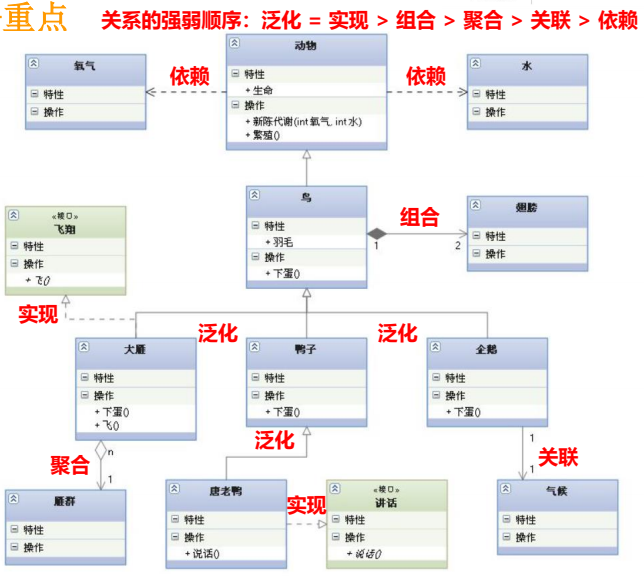 重点
关系的强弱顺序：泛化 = 实现 > 组合 > 聚合 > 关联 > 依赖
氧气
特性
操作
依赖
动物
特性
+ 生命
操作
+ 新陈代谢(int 氧气, int 水)
+ 繁殖()
依赖
水
特性
操作
«接口»
飞翔
特性
操作
+ 飞()
实现
鸟
特性
+ 羽毛
操作
+ 下蛋()
1
组合
2
翅膀
特性
操作
泛化
泛化
大雁
特性
操作
+ 下蛋()
+ 飞()
鸭子
特性
操作
+ 下蛋()
企鹅
特性
操作
+ 下蛋()
聚合
n
1
泛化
1
1
关联
雁群
特性
操作
唐老鸭
特性
操作
+ 说话()
实现
«接口»
讲话
特性
操作
+ 说话()
气候
特性
操作